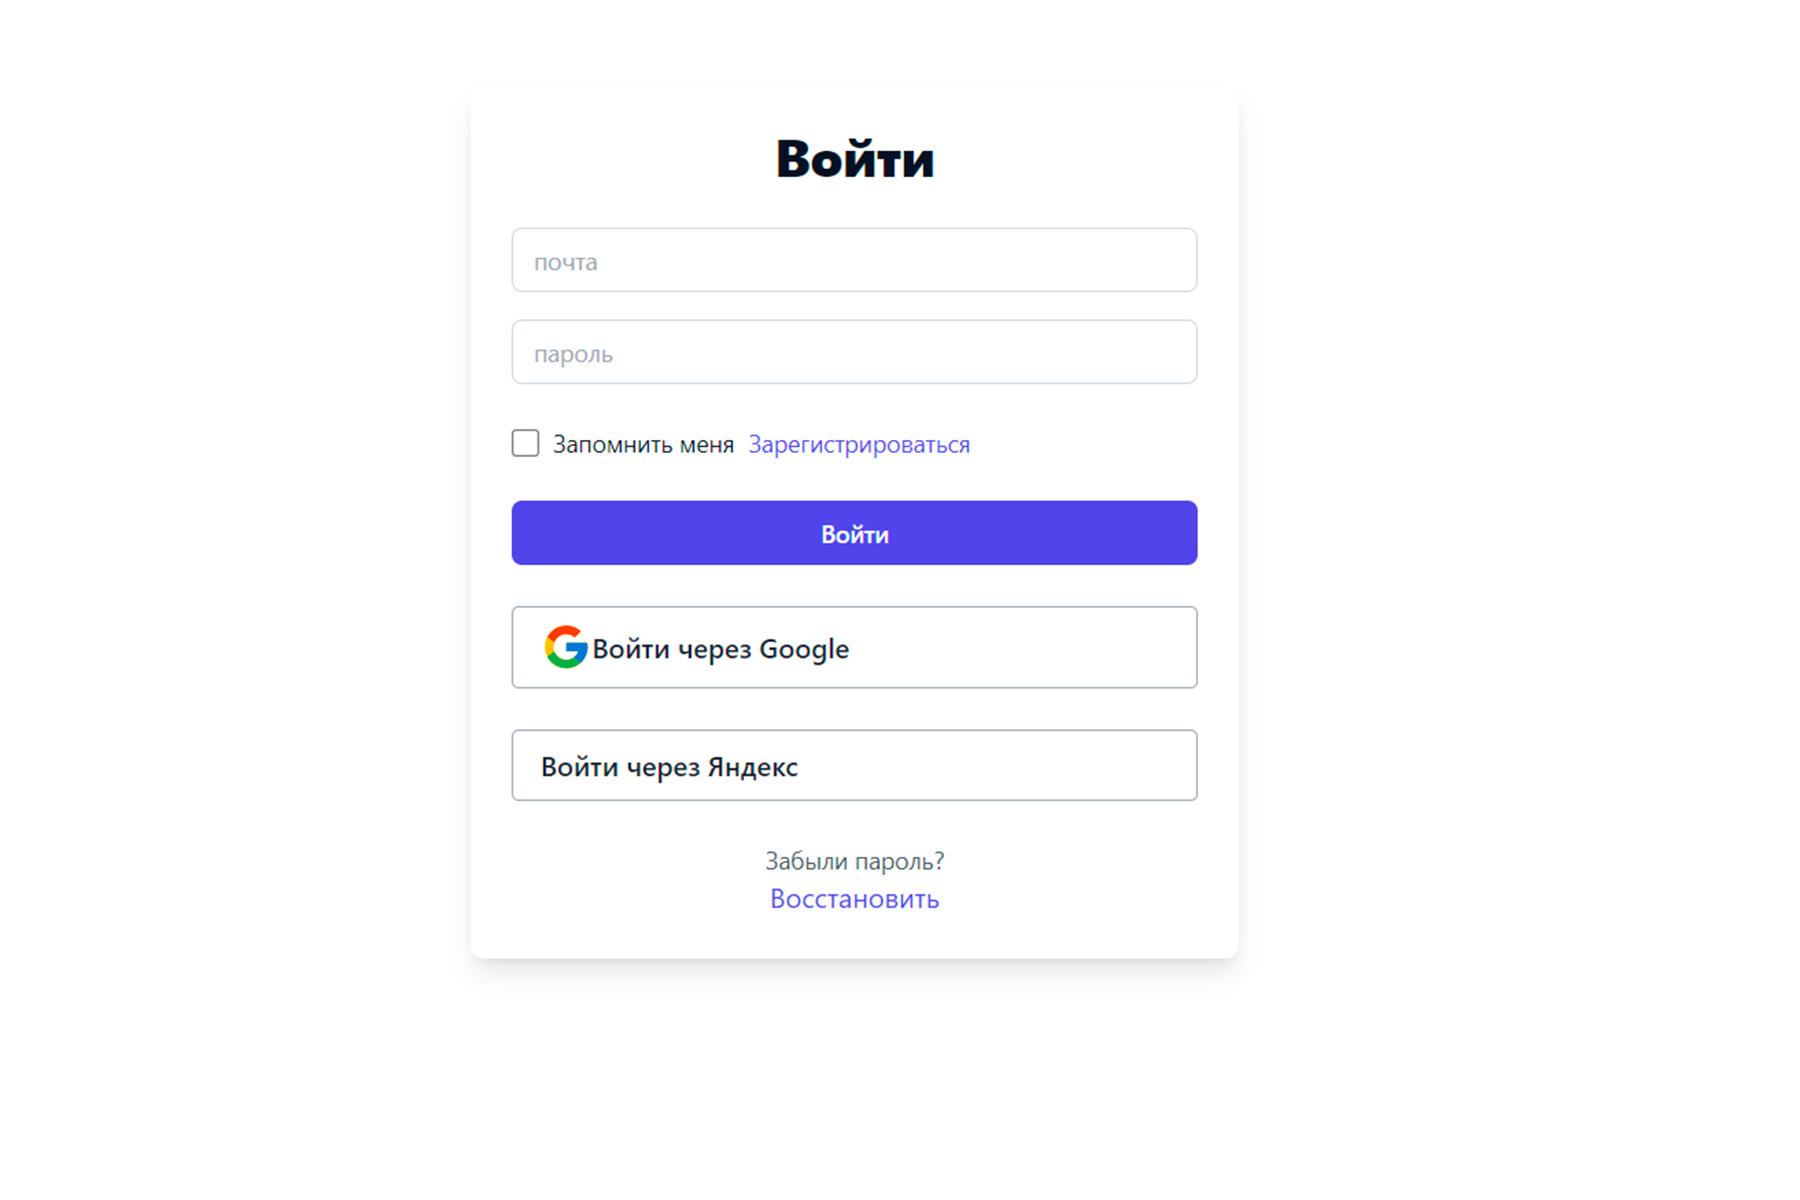 Войти
почта
пароль
Запомнить меня Зарегистрироваться
Войти
Войти через Google
Войти через Яндекс
Забыли пароль?
Восстановить